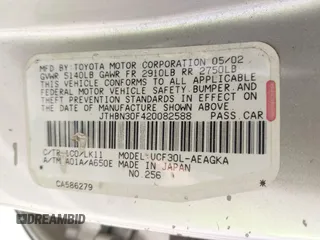 MFD BY: TOYOTA MOTOR CORPORATION 05/02
GVWR 5140LB GAWR FR 2910LB RR 2750LB
THIS VEHICLE CONFORMS TO ALL APPLICABLE
FEDERAL MOTOR VEHICLE SAFETY, BUMPER, AND
THEFT PREVENTION STANDARDS IN EFFECT ON
THE DATE OF MANUFACTURE SHOWN ABOVE.
JTHBN30F420082588 PASS.CAR
C/TR: 1C0/LK11 MODEL: UCF30L-AEAGKA
A/TM: A01A/A650E MADE IN JAPAN
NO.256
CA586279
DREAMBID